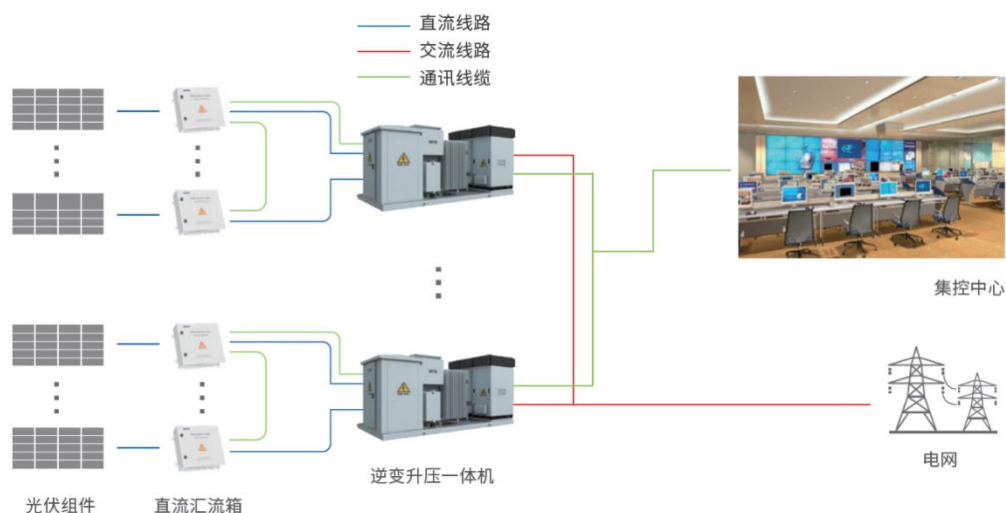 直流线路
交流线路
通讯线缆
集控中心
电网
逆变升压一体机
光伏组件
直流汇流箱